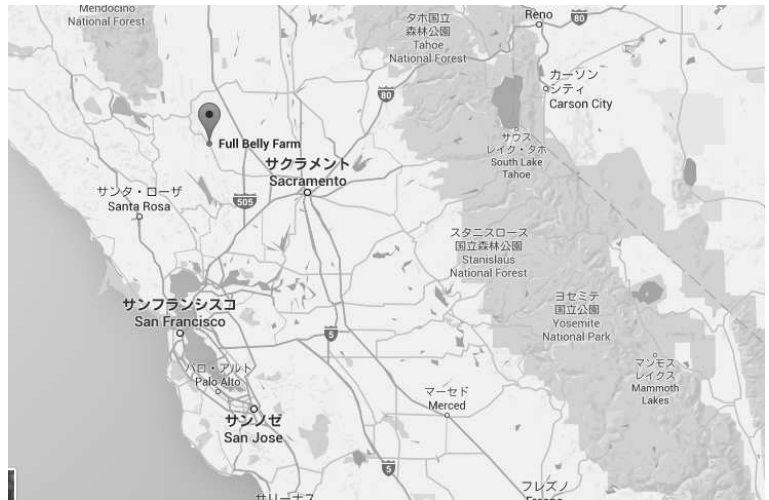 Mendocino
National Forest
タホ国立
森林公園
Tahoe
National Forest
Reno
80
80
カーソン
シティ
Carson City
Full Belly Farm
サクラメント
Sacramento
サウス
レイク・タホ
South Lake
Tahoe
サンタ・ローザ
Santa Rosa
505
スタニスロース
国立森林公園
Stanislaus
National Forest
サンフランシスコ
San Francisco
ヨセミテ
国立公園
Yosemite
National Park
5
パロ・アルト
Palo Alto
マンモス
レイクス
Mammoth
Lakes
マーセド
Merced
サンノゼ
San Jose
5
フレズノ
Fresno
サリーナス